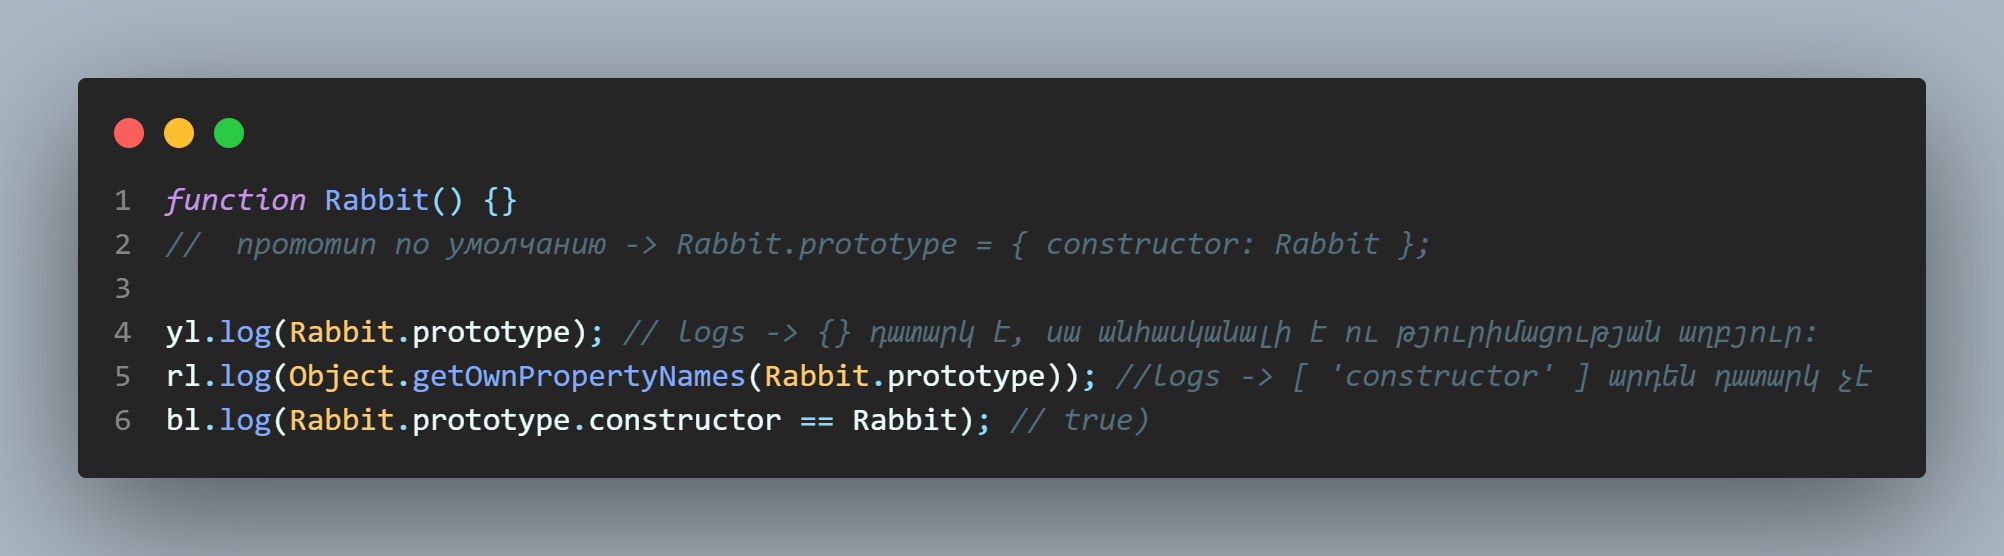 1 function Rabbit() {}
2 // прототип по умолчанию -> Rabbit.prototype = { constructor: Rabbit };
3
4 yl.log(Rabbit.prototype); // logs -> {} դատարկ է, սա անհասկանալի է ու թյուրիմացության աղբյուր:
5 rl.log(Object.getOwnPropertyNames(Rabbit.prototype)); //logs -> [ 'constructor' ] արդեն դատարկ չէ
6 bl.log(Rabbit.prototype.constructor == Rabbit); // true)